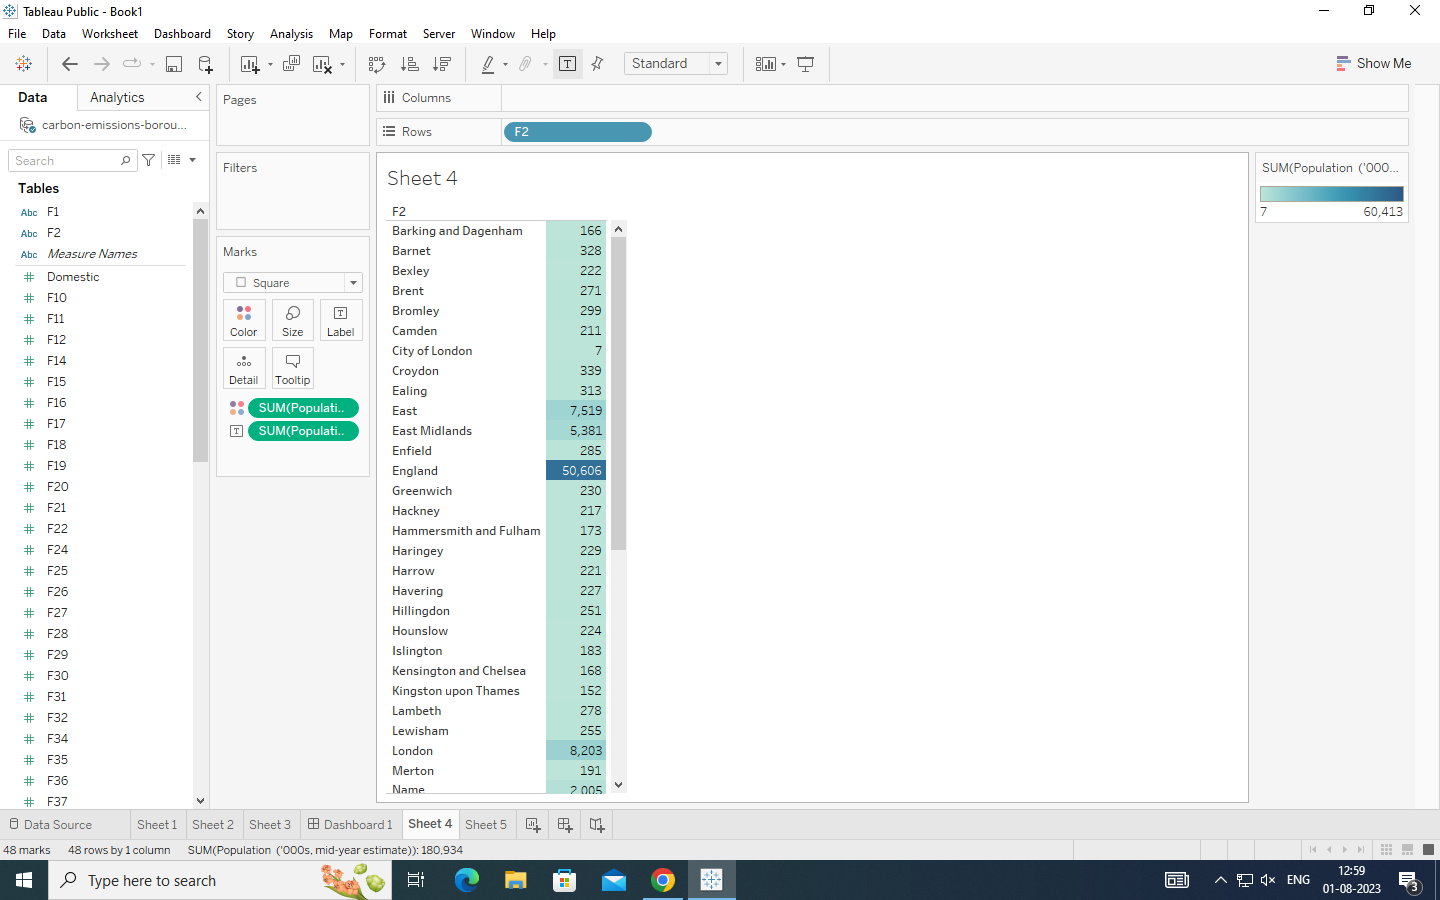 Tableau Public - Book1
File Data Worksheet Dashboard Story Analysis Map Format Server Window Help
Standard
Show Me
Data Analytics
carbon-emissions-borou...
Search
Tables
Abc F1
Abc F2
Abc Measure Names
Domestic
F10
F11
F12
F14
F15
F16
F17
F18
F19
F20
F21
F22
F24
F25
F26
F27
F28
F29
F30
F31
F32
F34
F35
F36
F37
Pages
Filters
Marks
Square
Color Size Label
Detail Tooltip
SUM(Populati..
SUM(Populati..
Columns
Rows F2
Sheet 4
F2
Barking and Dagenham 166
Barnet 328
Bexley 222
Brent 271
Bromley 299
Camden 211
City of London 7
Croydon 339
Ealing 313
East 7,519
East Midlands 5,381
Enfield 285
England 50,606
Greenwich 230
Hackney 217
Hammersmith and Fulham 173
Haringey 229
Harrow 221
Havering 227
Hillingdon 251
Hounslow 224
Islington 183
Kensington and Chelsea 168
Kingston upon Thames 152
Lambeth 278
Lewisham 255
London 8,203
Merton 191
Name 2,005
SUM(Population ('000...
7 60,413
Data Source Sheet 1 Sheet 2 Sheet 3 Dashboard 1 Sheet 4 Sheet 5
48 marks 48 rows by 1 column SUM(Population ('000s, mid-year estimate)): 180,934
Type here to search
ENG
12:59
01-08-2023
3